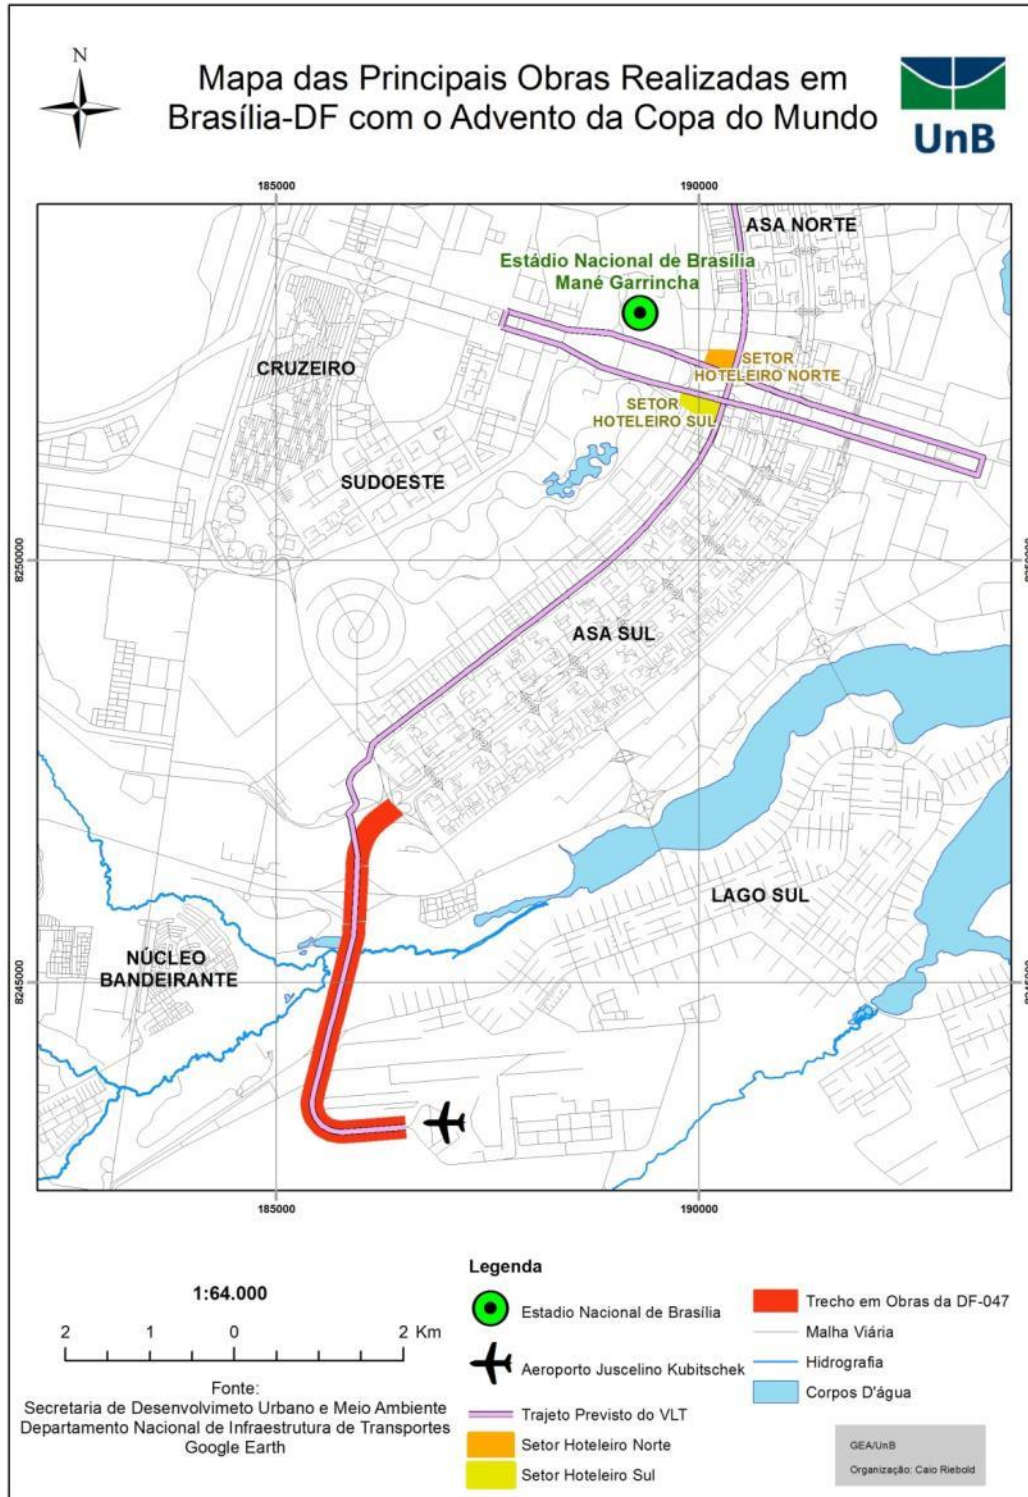 N
Mapa das Principais Obras Realizadas em
Brasília-DF com o Advento da Copa do Mundo
UnB
185000
190000
ASA NORTE
Estádio Nacional de Brasília
Mané Garrincha
CRUZEIRO
SETOR
HOTELEIRO NORTE
SETOR
HOTELEIRO SUL
SUDOESTE
8250000
8250000
ASA SUL
LAGO SUL
NÚCLEO
BANDEIRANTE
8245000
8245000
185000
190000
1:64.000
2 1 0 2 Km
Fonte:
Secretaria de Desenvolvimeto Urbano e Meio Ambiente
Departamento Nacional de Infraestrutura de Transportes
Google Earth
Legenda
Estadio Nacional de Brasília
Aeroporto Juscelino Kubitschek
Trajeto Previsto do VLT
Setor Hoteleiro Norte
Setor Hoteleiro Sul
Trecho em Obras da DF-047
Malha Viária
Hidrografia
Corpos D'água
GEA/UnB
Organização: Caio Riebold